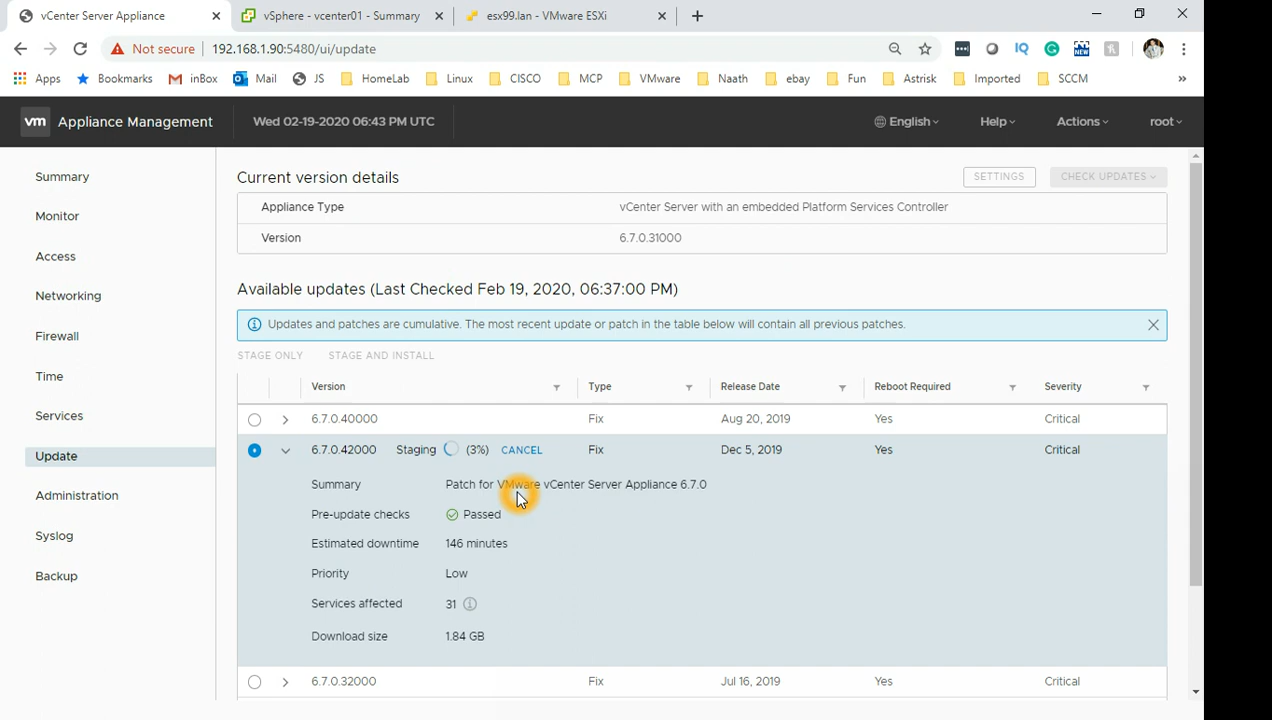 vCenter Server Appliance
vSphere - vcenter01 - Summary
esx99.lan - VMware ESXi
Not secure
192.168.1.90:5480/ui/update
IQ
NEW
Apps
Bookmarks
inBox
Mail
JS
HomeLab
Linux
CISCO
MCP
VMware
Naath
ebay
Fun
Astrisk
Imported
SCCM
»
vm
Appliance Management
Wed 02-19-2020 06:43 PM UTC
English
Help
Actions
root
Summary
Monitor
Access
Networking
Firewall
Time
Services
Update
Administration
Syslog
Backup
Current version details
SETTINGS
CHECK UPDATES
Appliance Type vCenter Server with an embedded Platform Services Controller
Version 6.7.0.31000
Available updates (Last Checked Feb 19, 2020, 06:37:00 PM)
Updates and patches are cumulative. The most recent update or patch in the table below will contain all previous patches.
STAGE ONLY STAGE AND INSTALL
Version Type Release Date Reboot Required Severity
6.7.0.40000 Fix Aug 20, 2019 Yes Critical
6.7.0.42000 Staging (3%) CANCEL Fix Dec 5, 2019 Yes Critical
Summary Patch for VMware vCenter Server Appliance 6.7.0
Pre-update checks Passed
Estimated downtime 146 minutes
Priority Low
Services affected 31
Download size 1.84 GB
6.7.0.32000 Fix Jul 16, 2019 Yes Critical